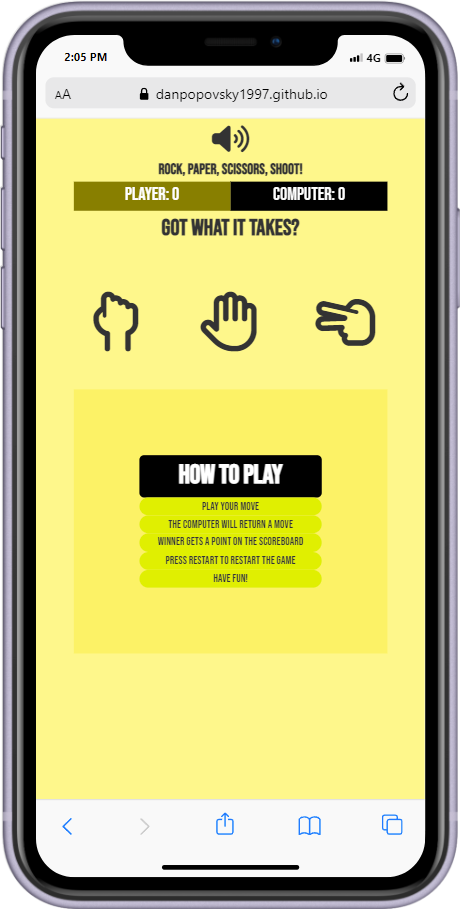 2:05 PM
4G
AA
danpopovsky1997.github.io
ROCK, PAPER, SCISSORS, SHOOT!
PLAYER: 0
COMPUTER: 0
GOT WHAT IT TAKES?
HOW TO PLAY
PLAY YOUR MOVE
THE COMPUTER WILL RETURN A MOVE
WINNER GETS A POINT ON THE SCOREBOARD
PRESS RESTART TO RESTART THE GAME
HAVE FUN!